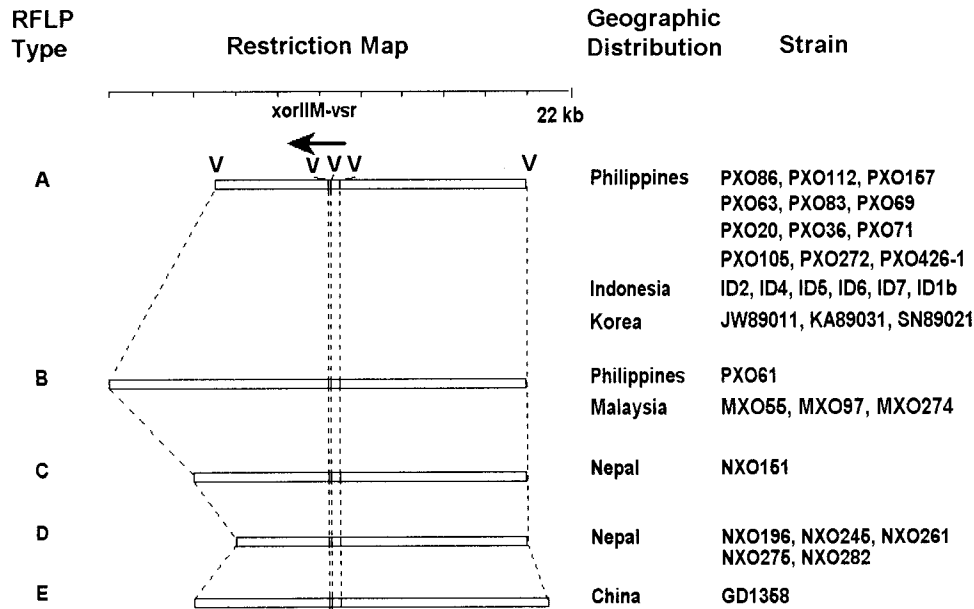 RFLP Type
Restriction Map
Geographic Distribution
Strain
22 kb
xorIIM-vsr
V V V V V
A
Philippines PXO86, PXO112, PXO157
PXO63, PXO83, PXO69
PXO20, PXO36, PXO71
PXO105, PXO272, PXO426-1
Indonesia ID2, ID4, ID5, ID6, ID7, ID1b
Korea JW89011, KA89031, SN89021
B
Philippines PXO61
Malaysia MXO55, MXO97, MXO274
C
Nepal NXO151
D
Nepal NXO196, NXO245, NXO261
NXO275, NXO282
E
China GD1358